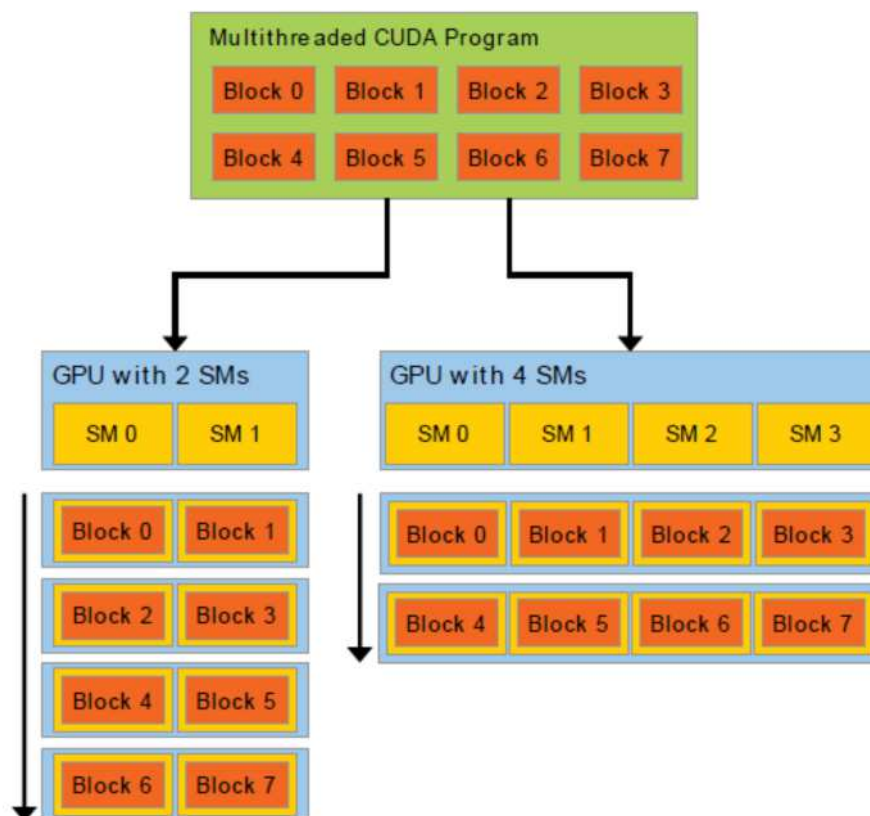 Multithreaded CUDA Program
Block 0 Block 1 Block 2 Block 3
Block 4 Block 5 Block 6 Block 7
GPU with 2 SMs
SM 0 SM 1
Block 0 Block 1
Block 2 Block 3
Block 4 Block 5
Block 6 Block 7
GPU with 4 SMs
SM 0 SM 1 SM 2 SM 3
Block 0 Block 1 Block 2 Block 3
Block 4 Block 5 Block 6 Block 7